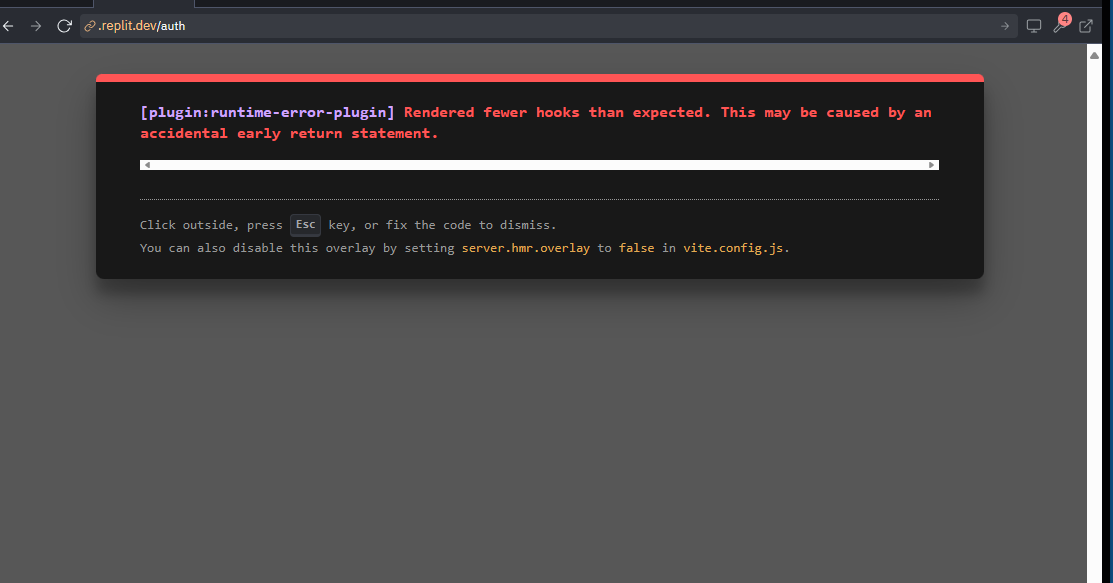 .replit.dev/auth
4
[plugin:runtime-error-plugin] Rendered fewer hooks than expected. This may be caused by an
accidental early return statement.
Click outside, press Esc key, or fix the code to dismiss.
You can also disable this overlay by setting server.hmr.overlay to false in vite.config.js.